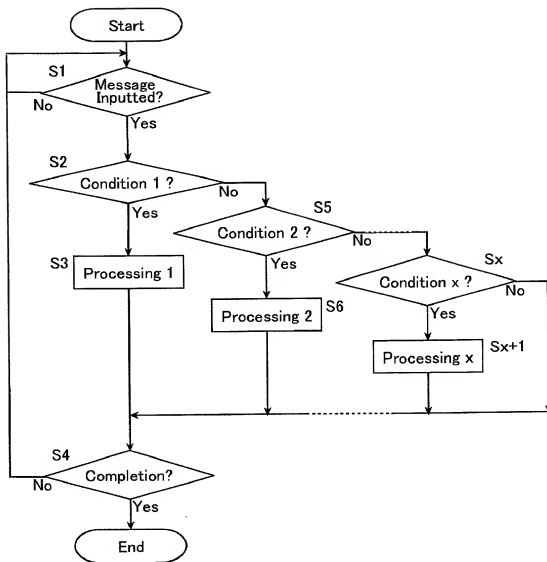 Start
S1
Message
Inputted?
No
Yes
S2
Condition 1 ?
No
Yes
S5
Condition 2 ?
No
Yes
Sx
Condition x ?
No
Yes
S3
Processing 1
S6
Processing 2
Sx+1
Processing x
S4
Completion?
No
Yes
End